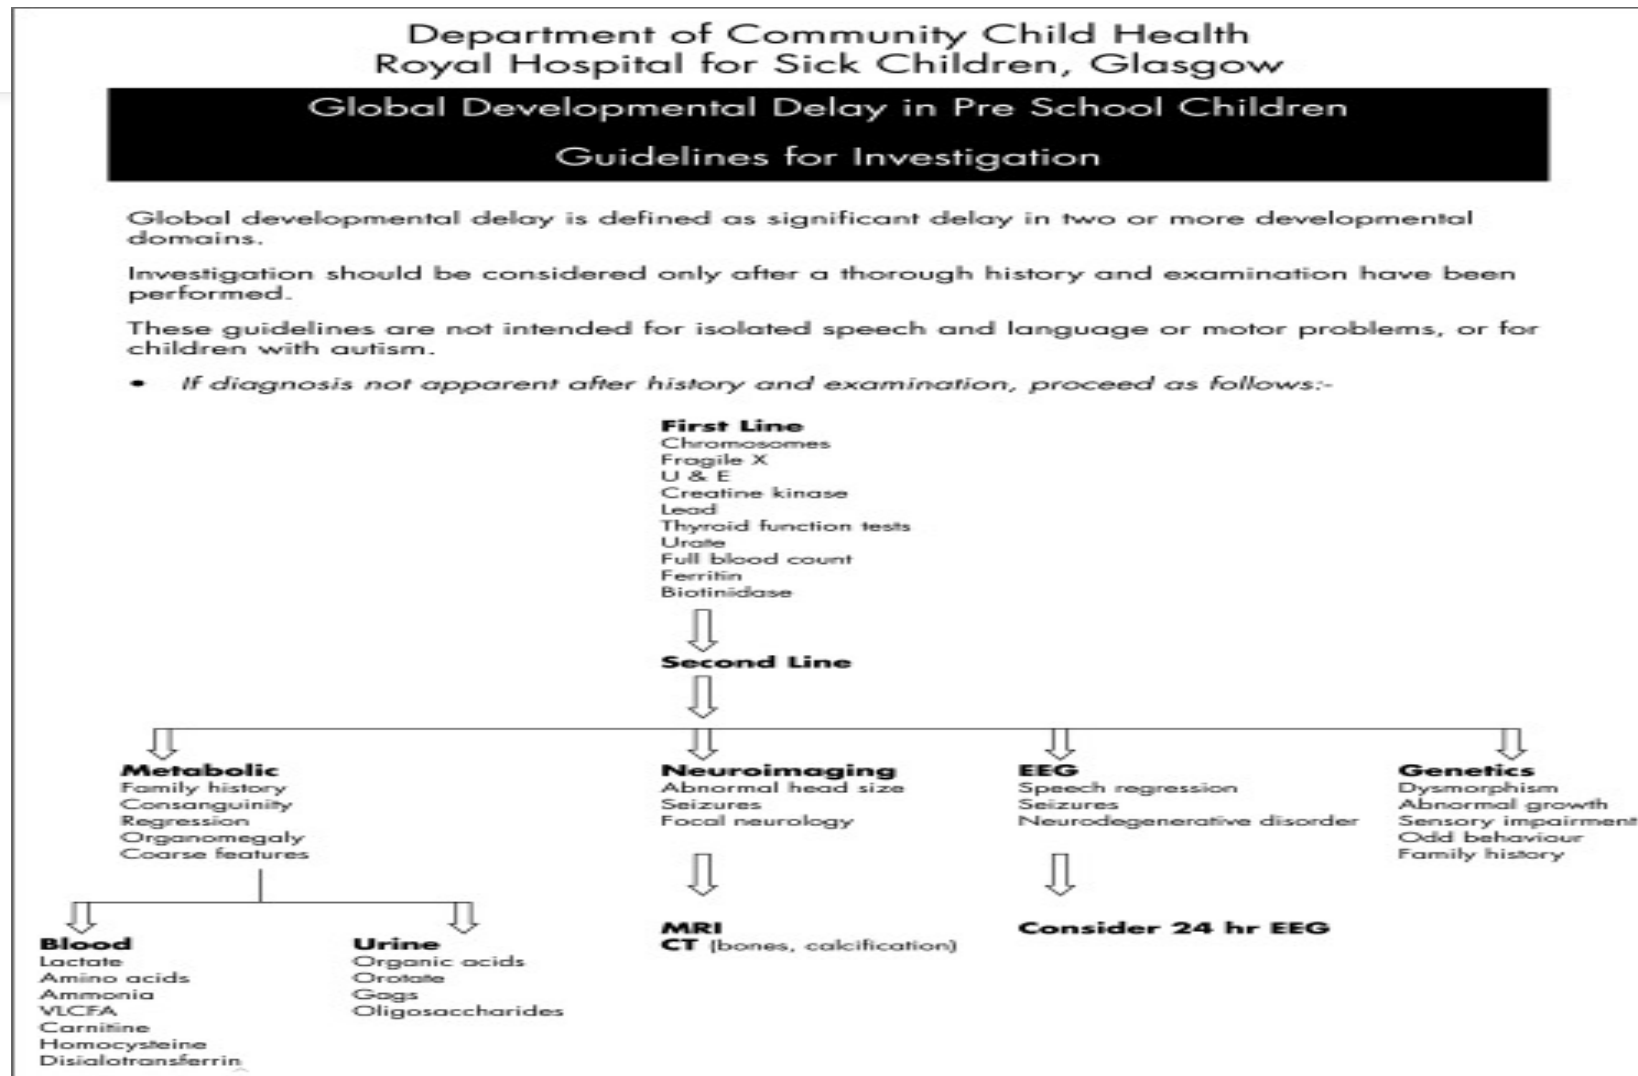 Department of Community Child Health
Royal Hospital for Sick Children, Glasgow
Global Developmental Delay in Pre School Children
Guidelines for Investigation
Global developmental delay is defined as significant delay in two or more developmental
domains.
Investigation should be considered only after a thorough history and examination have been
performed.
These guidelines are not intended for isolated speech and language or motor problems, or for
children with autism.
• If diagnosis not apparent after history and examination, proceed as follows:-
First Line
Chromosomes
Fragile X
U & E
Creatine kinase
Lead
Thyroid function tests
Urate
Full blood count
Ferritin
Biotinidase
Second Line
Metabolic
Family history
Consanguinity
Regression
Organomegaly
Coarse features
Blood
Lactate
Amino acids
Ammonia
VLCFA
Carnitine
Homocysteine
Disialotransferrin
Urine
Organic acids
Orotate
Gags
Oligosaccharides
Neuroimaging
Abnormal head size
Seizures
Focal neurology
MRI
CT (bones, calcification)
EEG
Speech regression
Seizures
Neurodegenerative disorder
Consider 24 hr EEG
Genetics
Dysmorphism
Abnormal growth
Sensory impairment
Odd behaviour
Family history